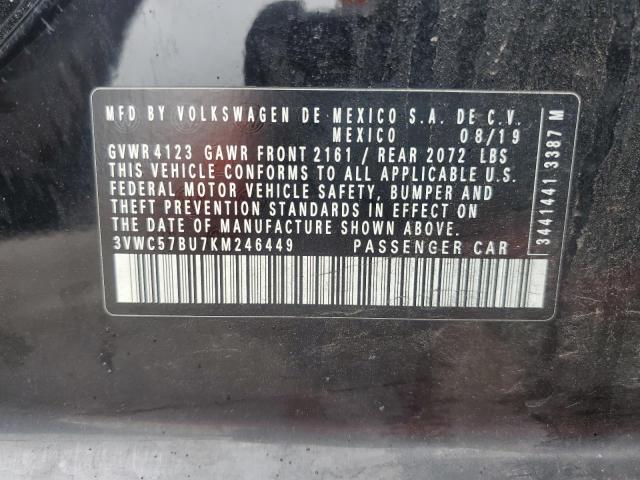 MFD BY VOLKSWAGEN DE MEXICO S.A. DE C.V.
MEXICO 08/19
GVWR 4123 GAWR FRONT 2161 / REAR 2072 LBS
THIS VEHICLE CONFORMS TO ALL APPLICABLE U.S.
FEDERAL MOTOR VEHICLE SAFETY, BUMPER AND
THEFT PREVENTION STANDARDS IN EFFECT ON
THE DATE OF MANUFACTURE SHOWN ABOVE.
3VWC57BU7KM246449 PASSENGER CAR
34414413387 M